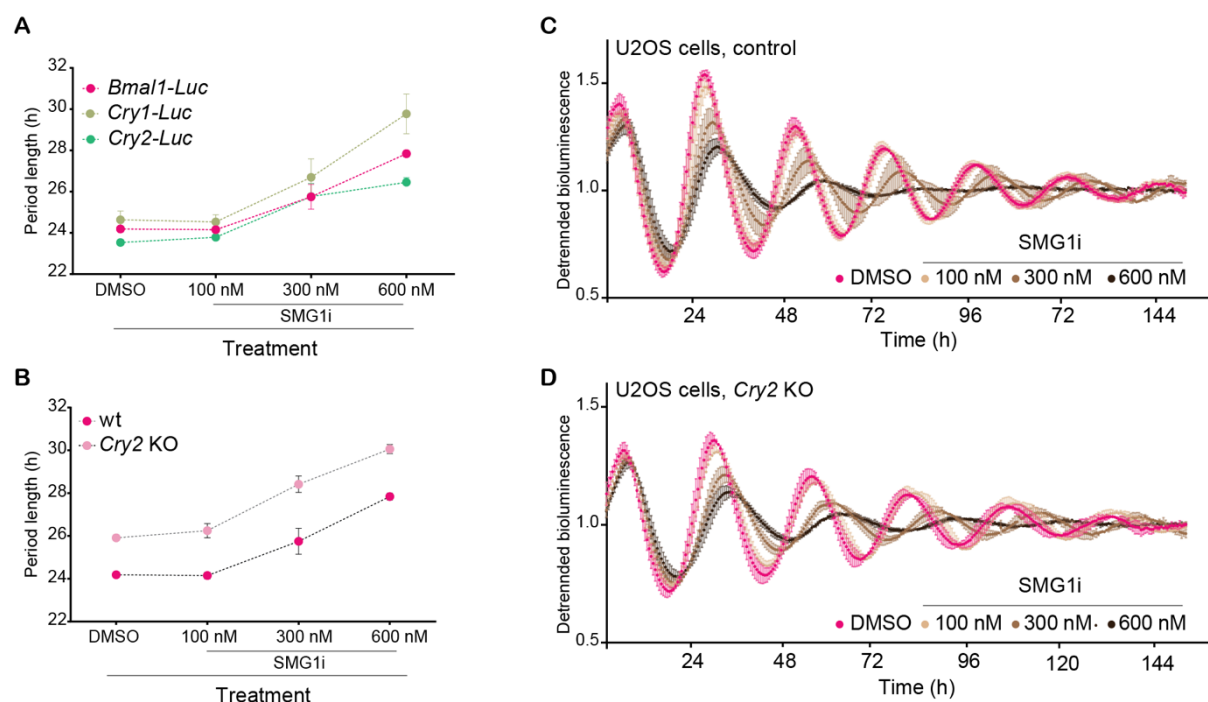 A
32
30
28
26
24
22
Period length (h)
Bmal1-Luc
Cry1-Luc
Cry2-Luc
DMSO
100 nM
300 nM
600 nM
SMG1i
Treatment
B
32
30
28
26
24
22
Period length (h)
wt
Cry2 KO
DMSO
100 nM
300 nM
600 nM
SMG1i
Treatment
C
U2OS cells, control
1.5
1.0
0.5
Detrennded bioluminescence
SMG1i
DMSO 100 nM 300 nM 600 nM
24 48 72 96 72 144
Time (h)
D
U2OS cells, Cry2 KO
1.5
1.0
0.5
Detrennded bioluminescence
SMG1i
DMSO 100 nM 300 nM. 600 nM
24 48 72 96 120 144
Time (h)